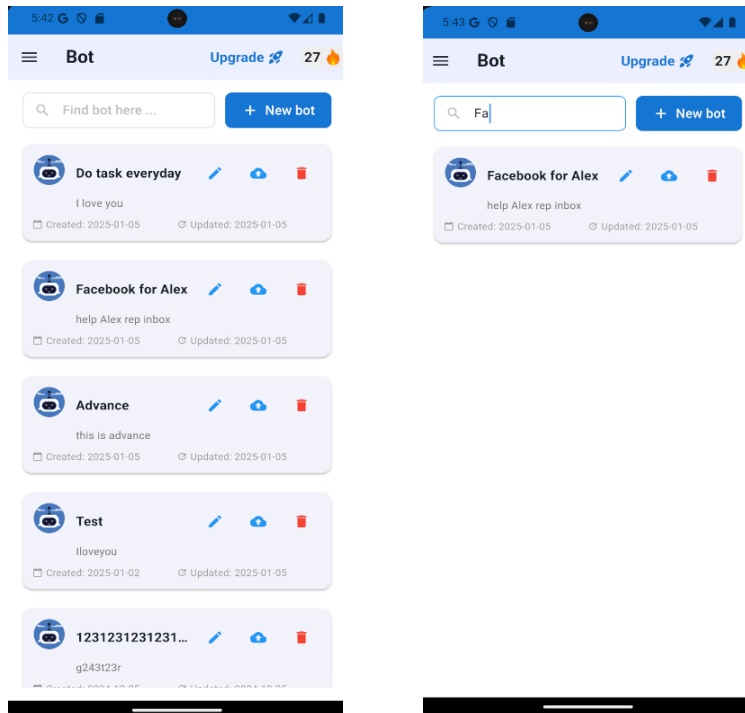 5:42
Bot
Upgrade
27
Find bot here ...
+ New bot
Do task everyday
I love you
Created: 2025-01-05
Updated: 2025-01-05
Facebook for Alex
help Alex rep inbox
Created: 2025-01-05
Updated: 2025-01-05
Advance
this is advance
Created: 2025-01-05
Updated: 2025-01-05
Test
Iloveyou
Created: 2025-01-02
Updated: 2025-01-05
1231231231231...
g243t23r
5:43
Bot
Upgrade
27
Fa
+ New bot
Facebook for Alex
help Alex rep inbox
Created: 2025-01-05
Updated: 2025-01-05